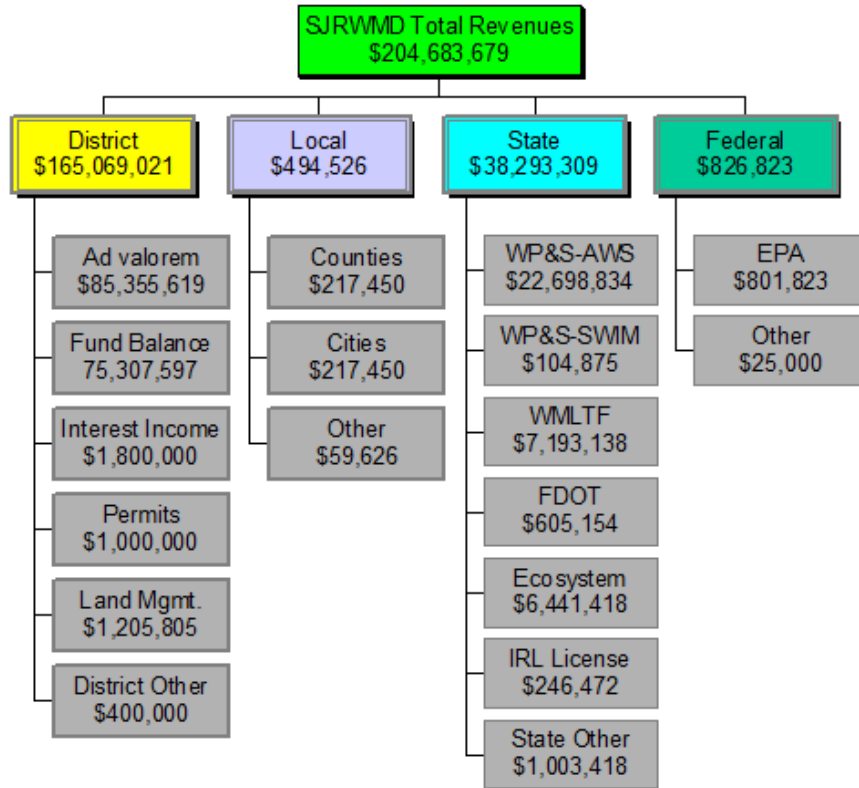 SJRWMD Total Revenues
$204,683,679
District
$165,069,021
Local
$494,526
State
$38,293,309
Federal
$826,823
Ad valorem
$85,355,619
Fund Balance
75,307,597
Interest Income
$1,800,000
Permits
$1,000,000
Land Mgmt.
$1,205,805
District Other
$400,000
Counties
$217,450
Cities
$217,450
Other
$59,626
WP&S-AWS
$22,698,834
WP&S-SWIM
$104,875
WMLTF
$7,193,138
FDOT
$605,154
Ecosystem
$6,441,418
IRL License
$246,472
State Other
$1,003,418
EPA
$801,823
Other
$25,000